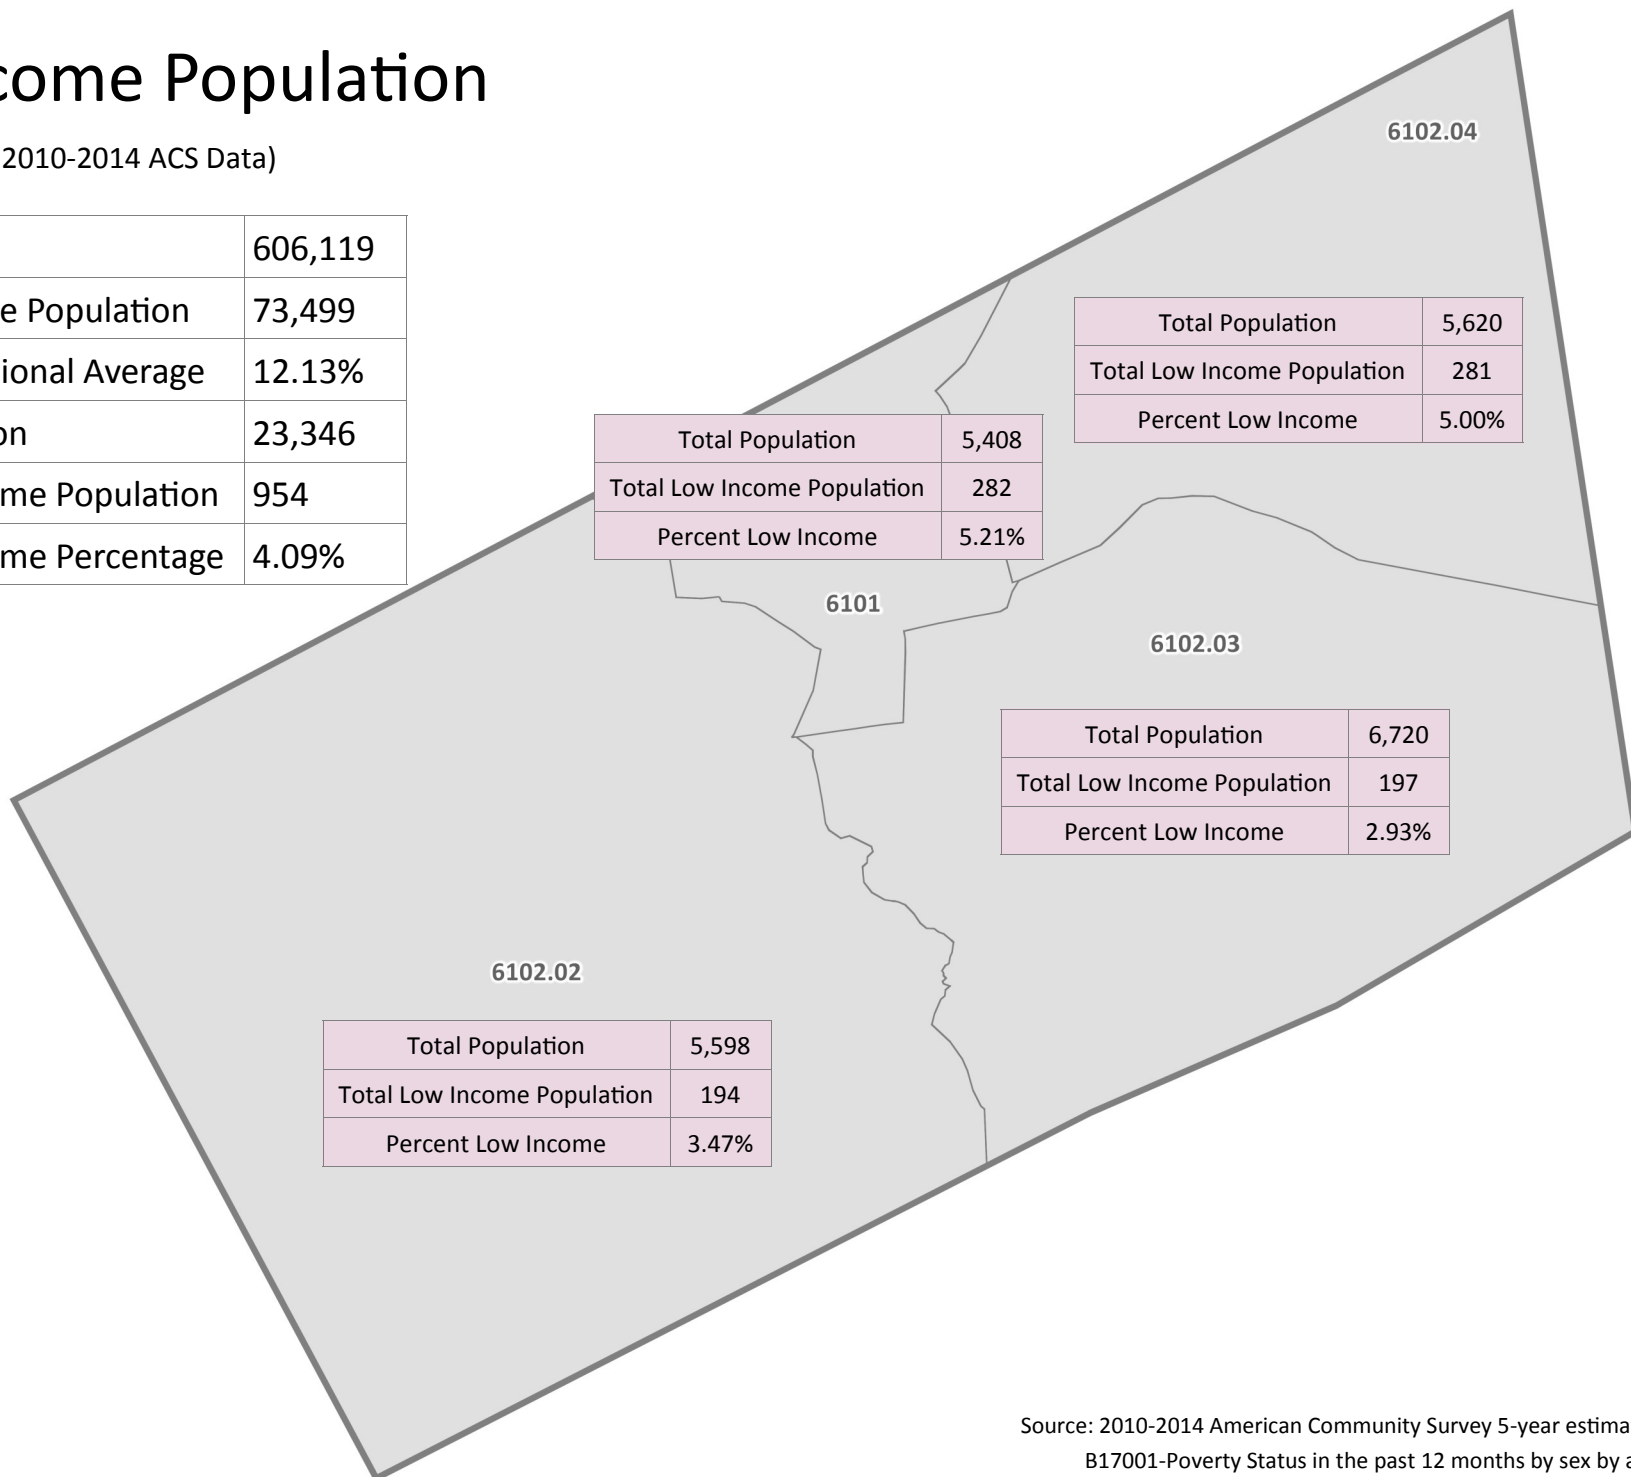 come Population
2010-2014 ACS Data)
606,119
e Population 73,499
ional Average 12.13%
on 23,346
me Population 954
me Percentage 4.09%
6102.04
Total Population 5,620
Total Low Income Population 281
Percent Low Income 5.00%
Total Population 5,408
Total Low Income Population 282
Percent Low Income 5.21%
6101
6102.03
Total Population 6,720
Total Low Income Population 197
Percent Low Income 2.93%
6102.02
Total Population 5,598
Total Low Income Population 194
Percent Low Income 3.47%
Source: 2010-2014 American Community Survey 5-year estima
B17001-Poverty Status in the past 12 months by sex by a